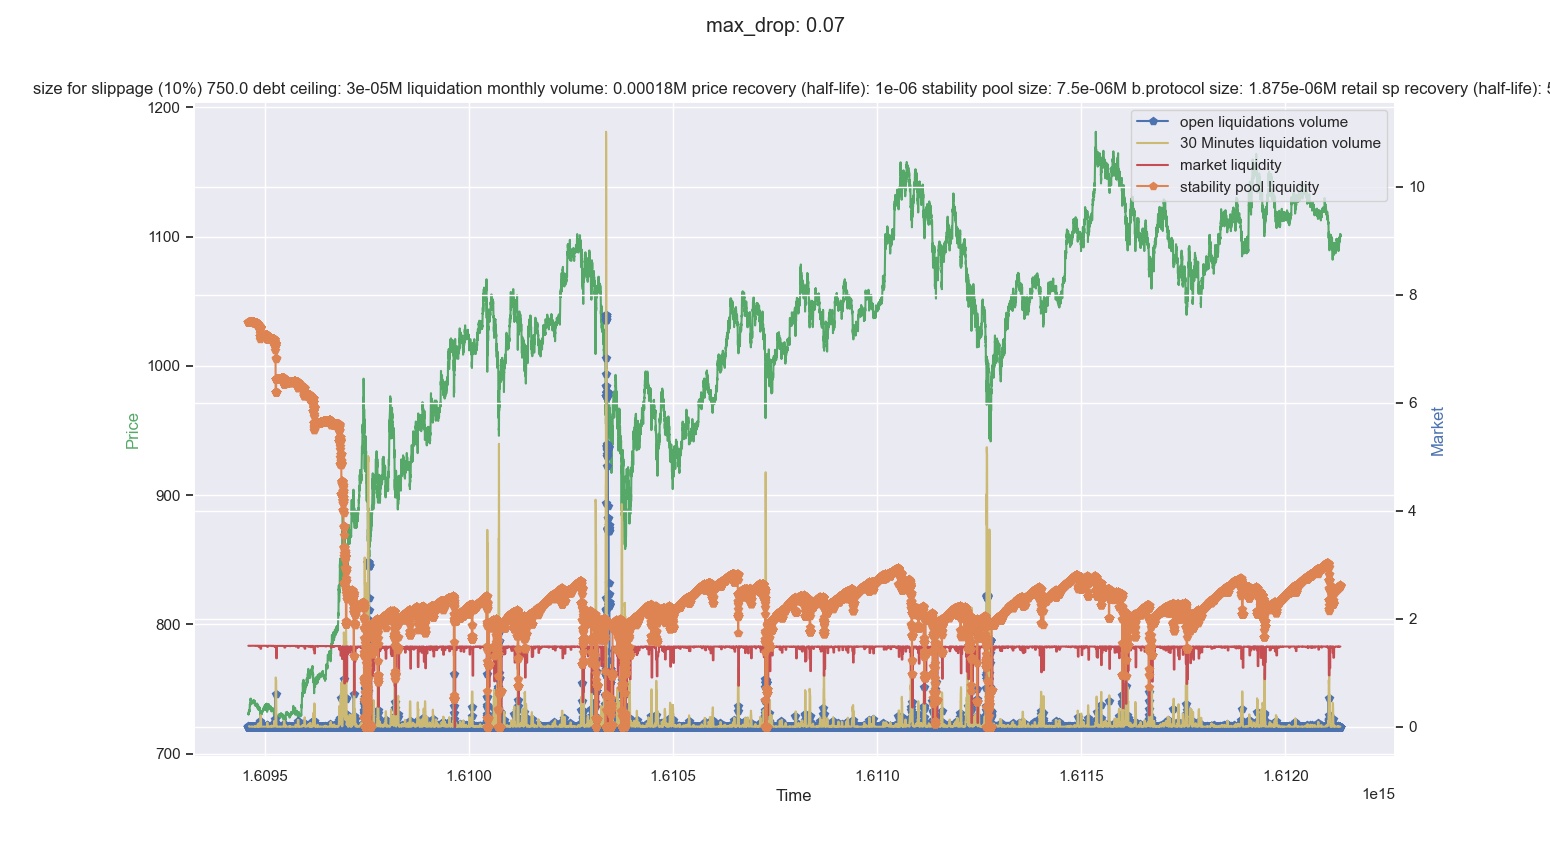 max_drop: 0.07
size for slippage (10%) 750.0 debt ceiling: 3e-05M liquidation monthly volume: 0.00018M price recovery (half-life): 1e-06 stability pool size: 7.5e-06M b.protocol size: 1.875e-06M retail sp recovery (half-life):
open liquidations volume
30 Minutes liquidation volume
market liquidity
stability pool liquidity
1200
1100
1000
900
800
700
Price
10
8
6
4
2
0
Market
1.6095 1.6100 1.6105 1.6110 1.6115 1.6120
Time
1e15